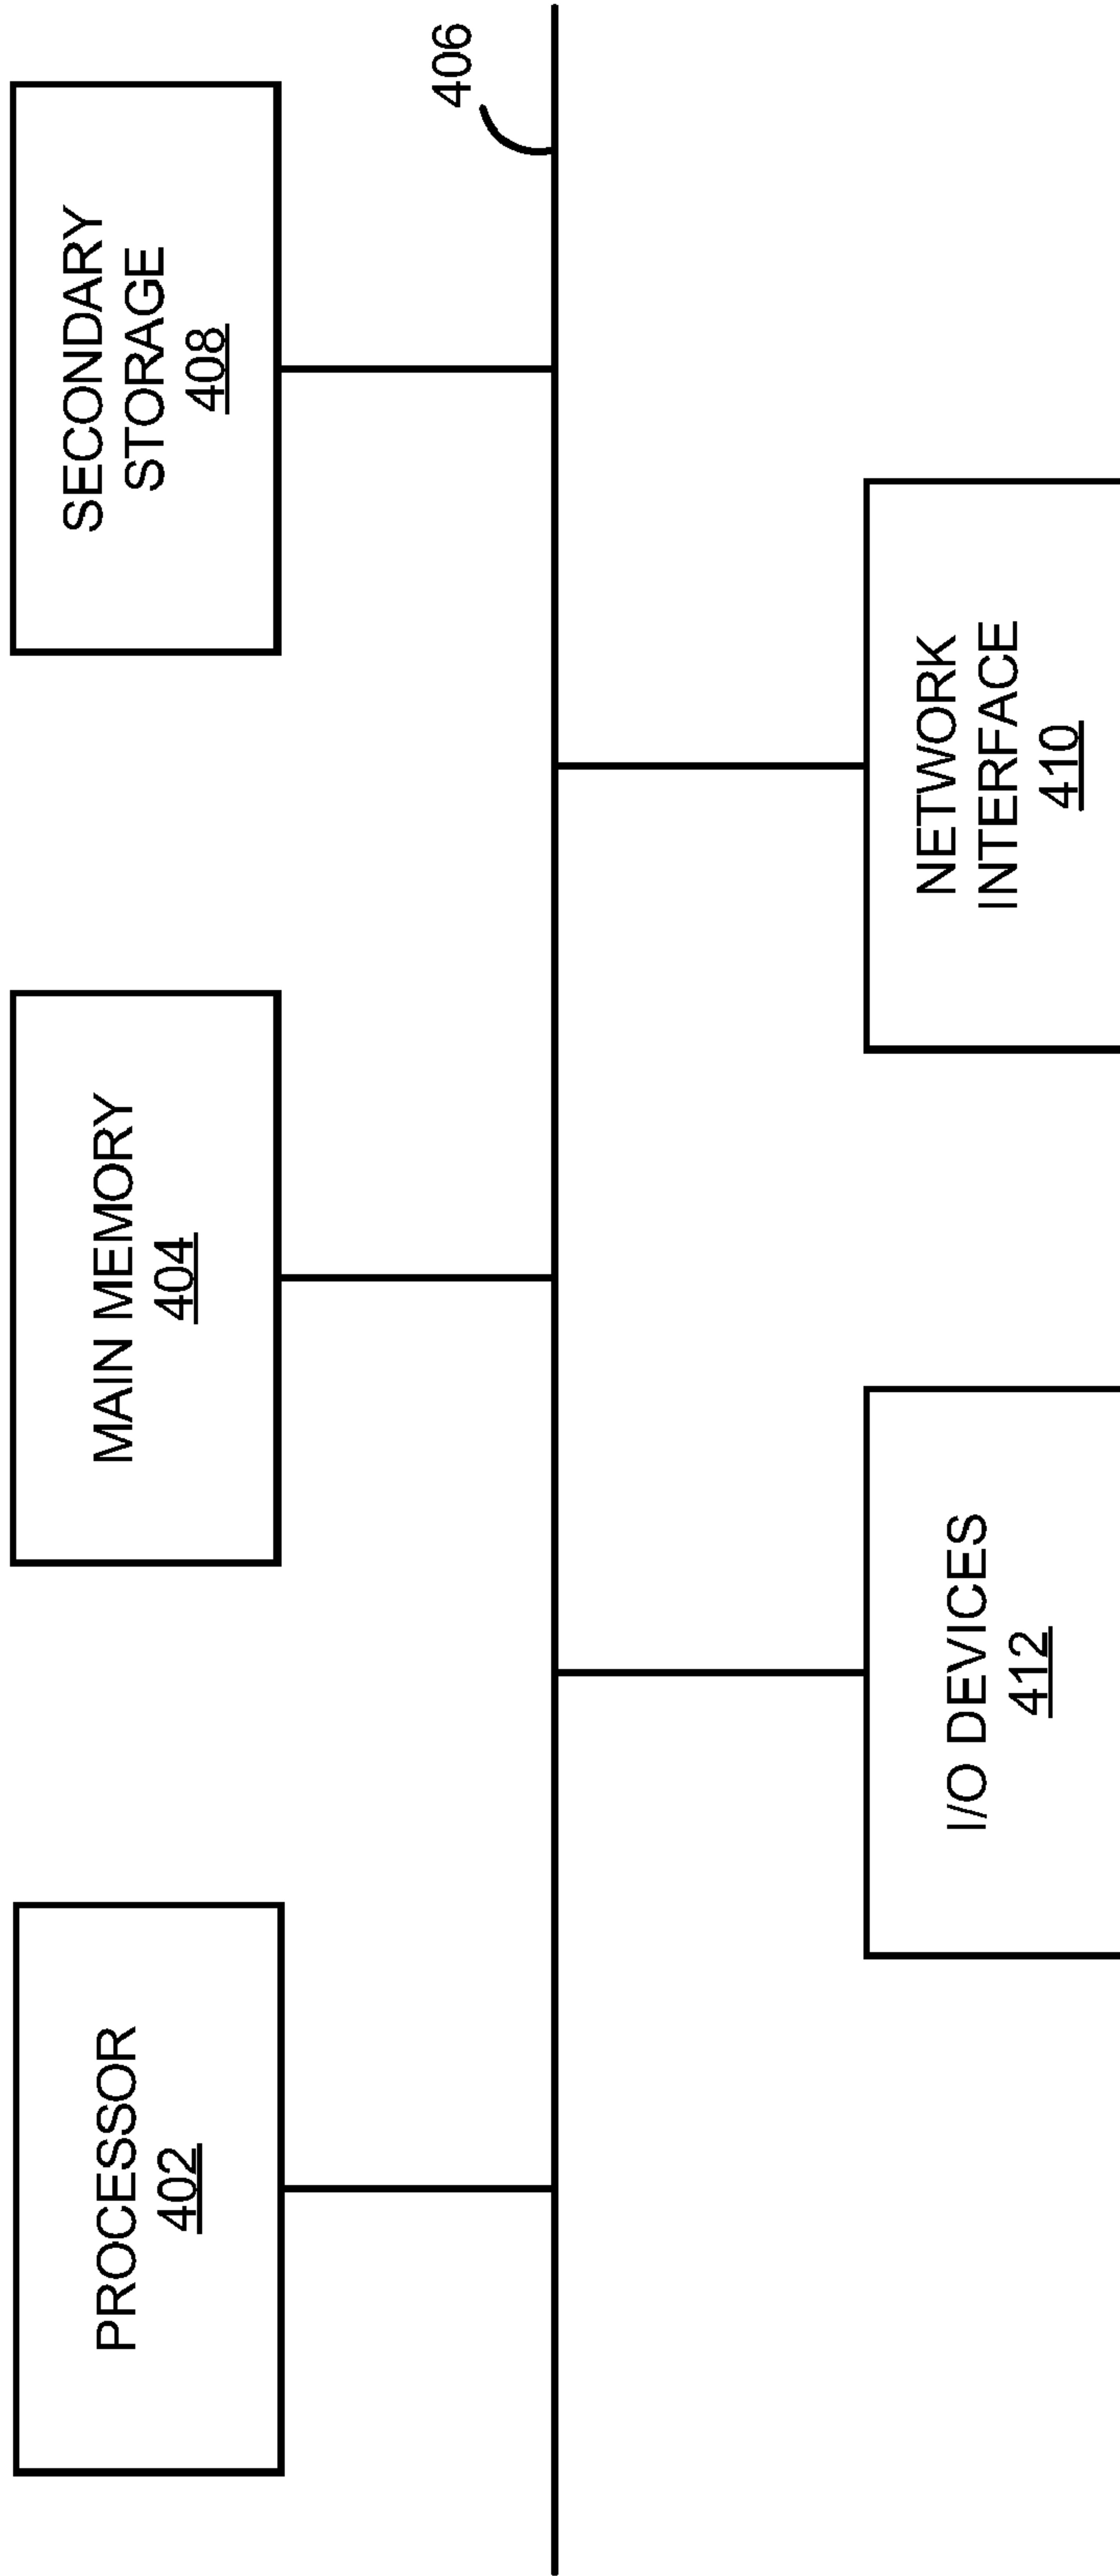 PROCESSOR
402
MAIN MEMORY
404
SECONDARY
STORAGE
408
406
I/O DEVICES
412
NETWORK
INTERFACE
410